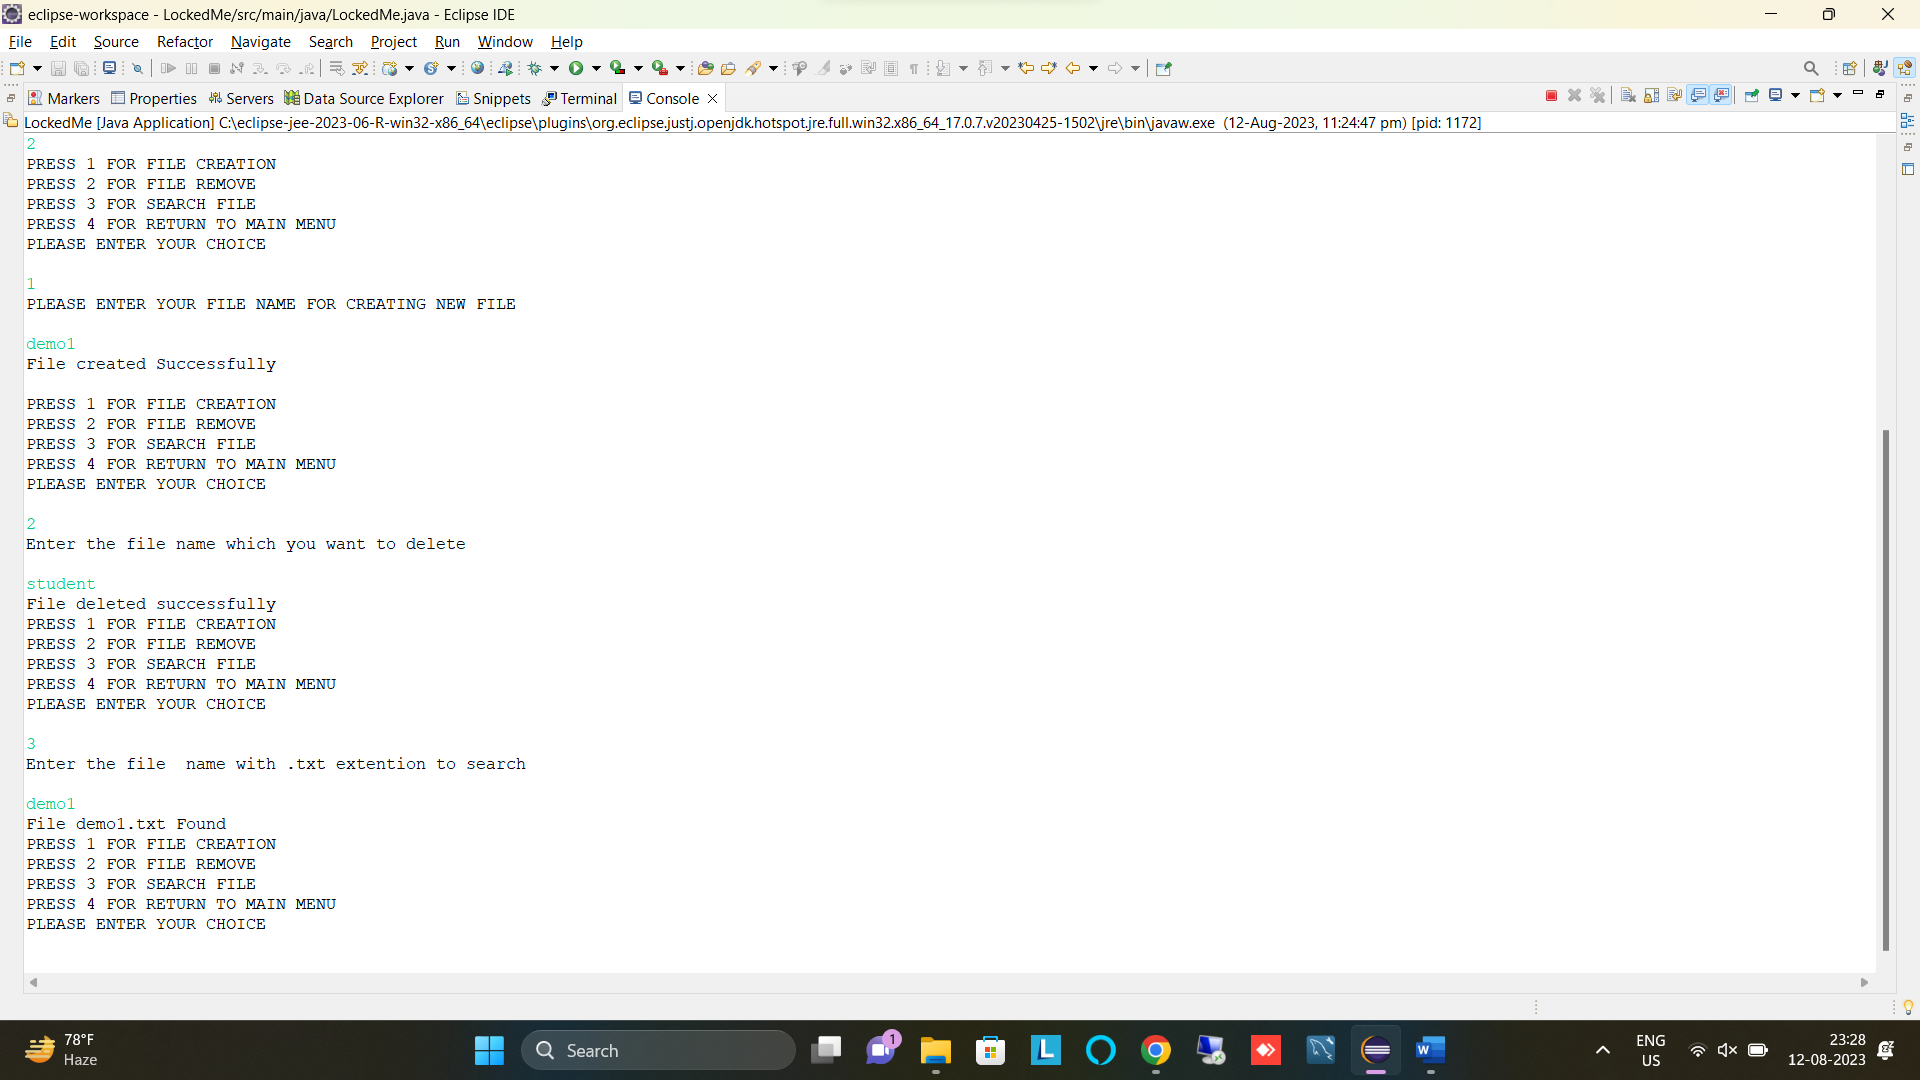 eclipse-workspace - LockedMe/src/main/java/LockedMe.java - Eclipse IDE
File Edit Source Refactor Navigate Search Project Run Window Help
Markers Properties Servers Data Source Explorer Snippets Terminal Console
LockedMe [Java Application] C:\eclipse-jee-2023-06-R-win32-x86_64\eclipse\plugins\org.eclipse.justj.openjdk.hotspot.jre.full.win32.x86_64_17.0.7.v20230425-1502\jre\bin\javaw.exe (12-Aug-2023, 11:24:47 pm) [pid: 1172]
2
PRESS 1 FOR FILE CREATION
PRESS 2 FOR FILE REMOVE
PRESS 3 FOR SEARCH FILE
PRESS 4 FOR RETURN TO MAIN MENU
PLEASE ENTER YOUR CHOICE
1
PLEASE ENTER YOUR FILE NAME FOR CREATING NEW FILE
demo1
File created Successfully
PRESS 1 FOR FILE CREATION
PRESS 2 FOR FILE REMOVE
PRESS 3 FOR SEARCH FILE
PRESS 4 FOR RETURN TO MAIN MENU
PLEASE ENTER YOUR CHOICE
2
Enter the file name which you want to delete
student
File deleted successfully
PRESS 1 FOR FILE CREATION
PRESS 2 FOR FILE REMOVE
PRESS 3 FOR SEARCH FILE
PRESS 4 FOR RETURN TO MAIN MENU
PLEASE ENTER YOUR CHOICE
3
Enter the file  name with .txt extention to search
demo1
File demo1.txt Found
PRESS 1 FOR FILE CREATION
PRESS 2 FOR FILE REMOVE
PRESS 3 FOR SEARCH FILE
PRESS 4 FOR RETURN TO MAIN MENU
PLEASE ENTER YOUR CHOICE
78°F
Haze
Search
1
L
W
ENG
US
23:28
12-08-2023